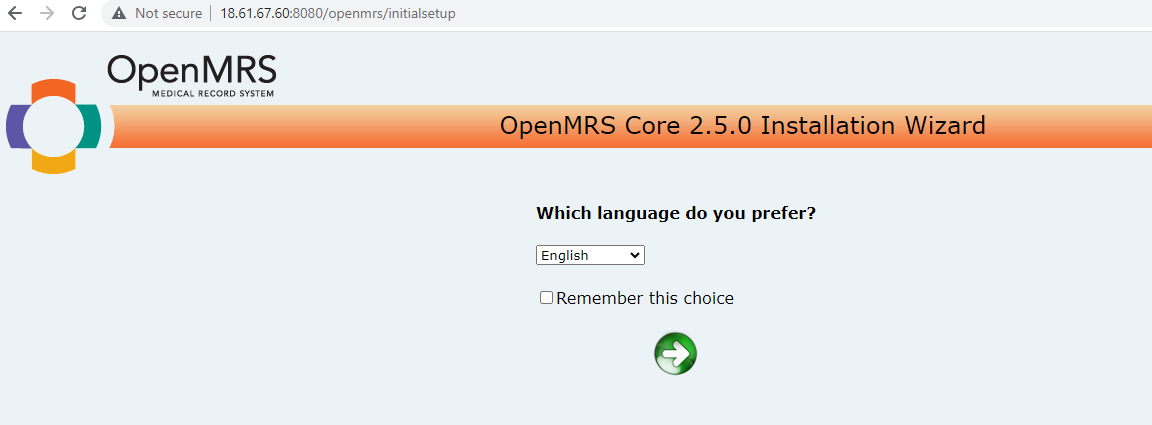 Not secure 18.61.67.60:8080/openmrs/initialsetup
OpenMRS
MEDICAL RECORD SYSTEM
OpenMRS Core 2.5.0 Installation Wizard
Which language do you prefer?
English
Remember this choice